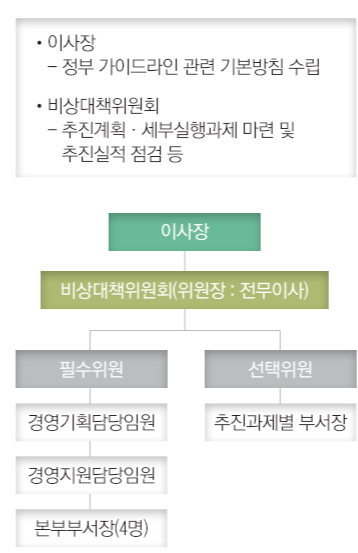 • 이사장
– 정부 가이드라인 관련 기본방침 수립
• 비상대책위원회
– 추진계획 · 세부실행과제 마련 및
추진실적 점검 등
이사장
비상대책위원회(위원장 : 전무이사)
필수위원
선택위원
경영기획담당임원
추진과제별 부서장
경영지원담당임원
본부부서장(4명)